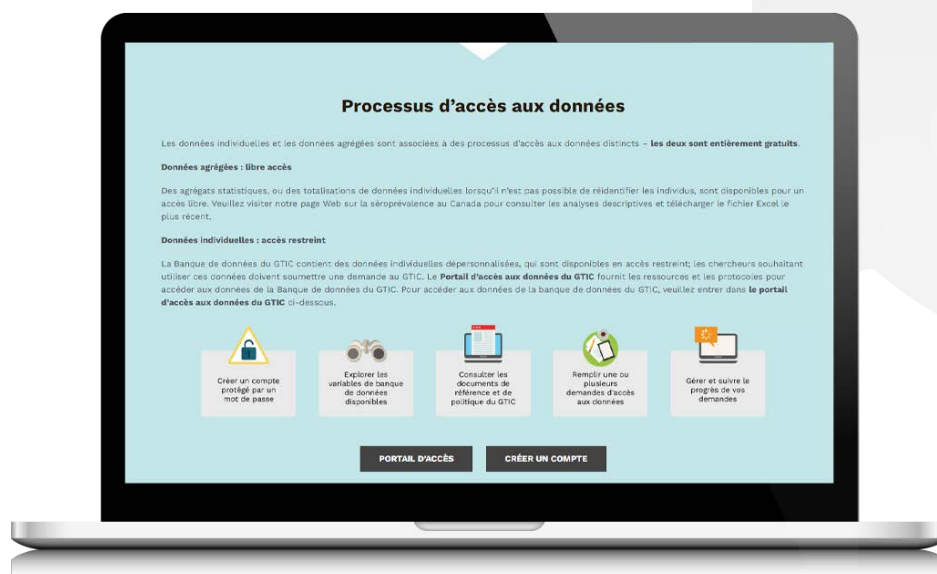 Processus d'accès aux données
Les données individuelles et les données agrégées sont associées à des processus d'accès aux données distincts – les deux sont entièrement gratuits.
Données agrégées : libre accès
Des agrégats statistiques, ou des totalisations de données individuelles lorsqu'il n'est pas possible de réidentifier les individus, sont disponibles pour un
accès libre. Veuillez visiter notre page Web sur la séroprévalence au Canada pour consulter les analyses descriptives et télécharger le fichier Excel le
plus récent.
Données individuelles : accès restreint
La Banque de données du GTIC contient des données individuelles dépersonnalisées, qui sont disponibles en accès restreint; les chercheurs souhaitant
utiliser ces données doivent soumettre une demande au GTIC. Le Portail d'accès aux données du GTIC fournit les ressources et les protocoles pour
accéder aux données de la Banque de données du GTIC. Pour accéder aux données de la banque de données du GTIC, veuillez entrer dans le portail
d'accès aux données du GTIC ci-dessous.
Créer un compte
protégé par un
mot de passe
Explorer les
variables de banque
de données
disponibles
Consulter les
documents de
référence et de
politique du GTIC
Remplir une ou
plusieurs
demandes d'accès
aux données
Gérer et suivre le
progrès de vos
demandes
PORTAIL D'ACCÈS
CRÉER UN COMPTE